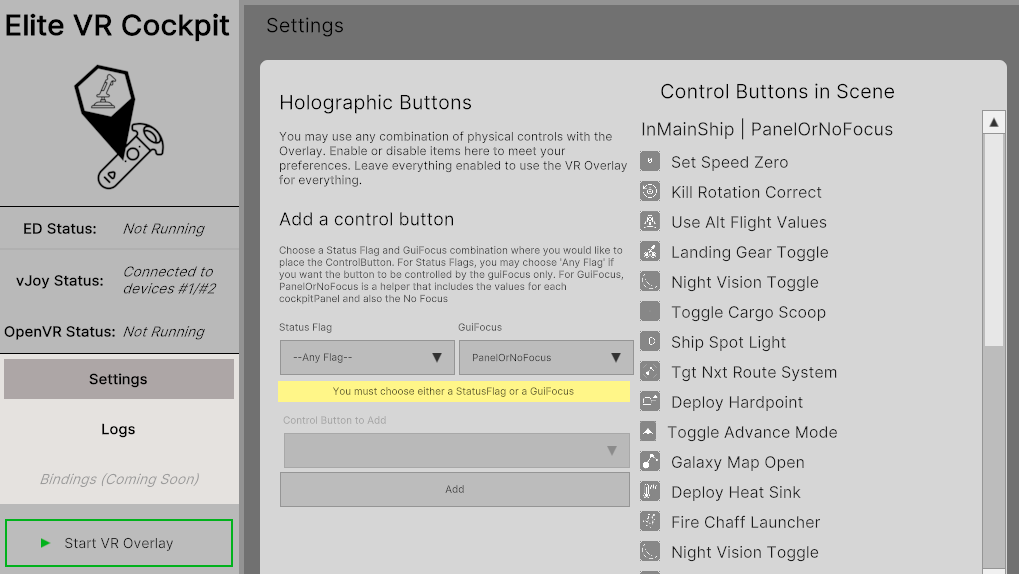 Elite VR Cockpit
ED Status: Not Running
vJoy Status: Connected to
devices #1/#2
OpenVR Status: Not Running
Settings
Logs
Bindings (Coming Soon)
Start VR Overlay
Settings
Holographic Buttons
You may use any combination of physical controls with the
Overlay. Enable or disable items here to meet your
preferences. Leave everything enabled to use the VR Overlay
for everything.
Add a control button
Choose a Status Flag and GuiFocus combination where you would like to
place the ControlButton. For Status Flags, you may choose 'Any Flag' if
you want the button to be controlled by the guiFocus only. For GuiFocus,
PanelOrNoFocus is a helper that includes the values for each
cockpitPanel and also the No Focus
Status Flag
GuiFocus
--Any Flag--
PanelOrNoFocus
You must choose either a StatusFlag or a GuiFocus
Control Button to Add
Add
Control Buttons in Scene
InMainShip | PanelOrNoFocus
Set Speed Zero
Kill Rotation Correct
Use Alt Flight Values
Landing Gear Toggle
Night Vision Toggle
Toggle Cargo Scoop
Ship Spot Light
Tgt Nxt Route System
Deploy Hardpoint
Toggle Advance Mode
Galaxy Map Open
Deploy Heat Sink
Fire Chaff Launcher
Night Vision Toggle